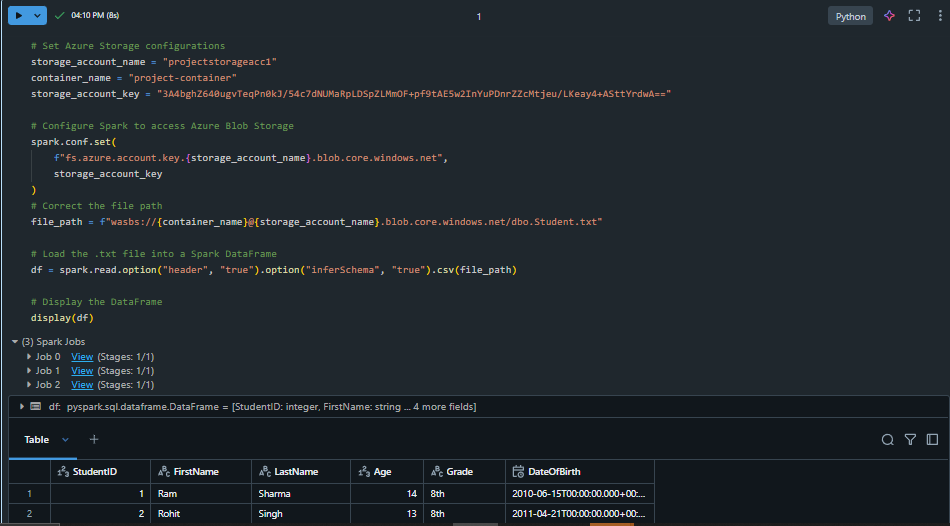 04:10 PM (8s)
1
Python
# Set Azure Storage configurations
storage_account_name = "projectstorageacc1"
container_name = "project-container"
storage_account_key = "3A4bghZ640ugvTeqPn0kJ/54c7dNUMaRpLDSpZLMmOF+pf9tAE5w2InYuPDnrZZcMtjeu/LKeay4+ASttYrdwA=="
# Configure Spark to access Azure Blob Storage
spark.conf.set(
f"fs.azure.account.key.{storage_account_name}.blob.core.windows.net",
storage_account_key
)
# Correct the file path
file_path = f"wasbs://{container_name}@{storage_account_name}.blob.core.windows.net/dbo.Student.txt"
# Load the .txt file into a Spark DataFrame
df = spark.read.option("header", "true").option("inferSchema", "true").csv(file_path)
# Display the DataFrame
display(df)
(3) Spark Jobs
Job 0 View (Stages: 1/1)
Job 1 View (Stages: 1/1)
Job 2 View (Stages: 1/1)
df: pyspark.sql.dataframe.DataFrame = [StudentID: integer, FirstName: string ... 4 more fields]
Table +
StudentID FirstName LastName Age Grade DateOfBirth
1 1 Ram Sharma 14 8th 2010-06-15T00:00:00.000+00:...
2 2 Rohit Singh 13 8th 2011-04-21T00:00:00.000+00:...